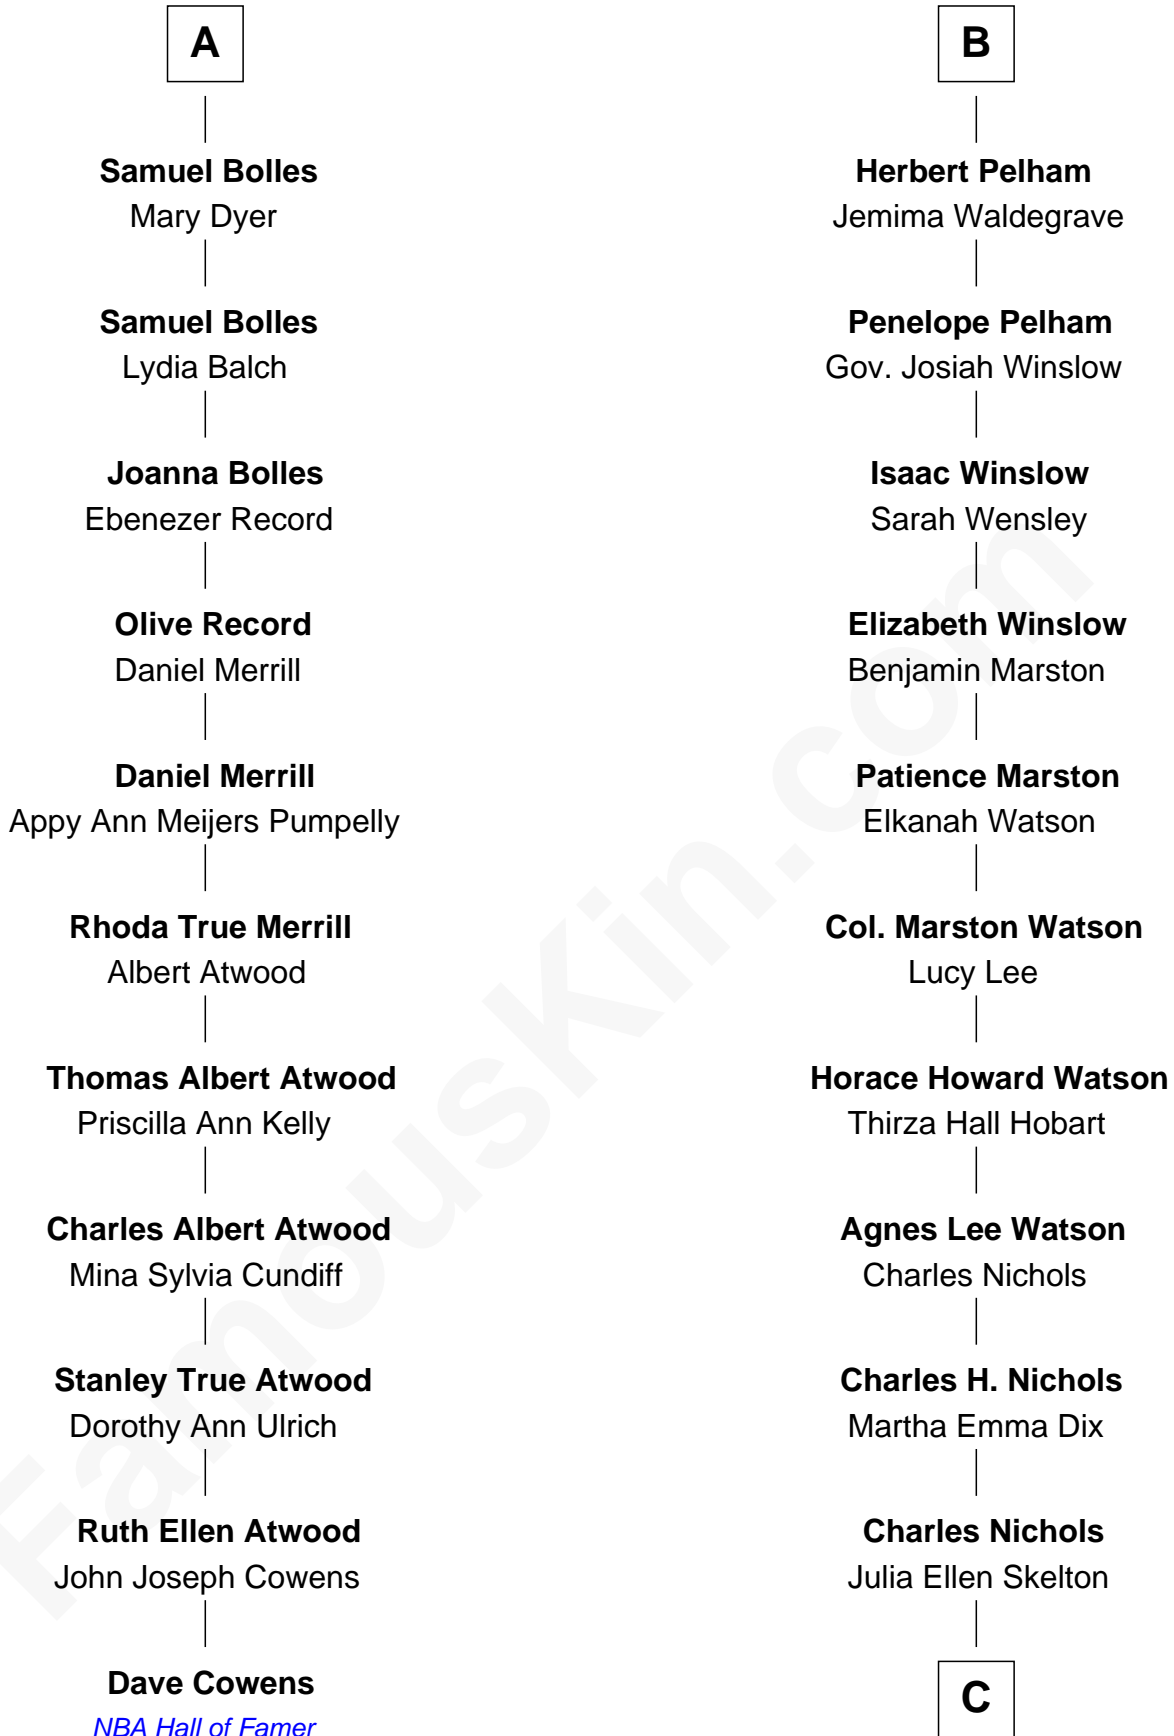 A
Samuel Bolles
Mary Dyer
Samuel Bolles
Lydia Balch
Joanna Bolles
Ebenezer Record
Olive Record
Daniel Merrill
Daniel Merrill
Appy Ann Meijers Pumpelly
Rhoda True Merrill
Albert Atwood
Thomas Albert Atwood
Priscilla Ann Kelly
Charles Albert Atwood
Mina Sylvia Cundiff
Stanley True Atwood
Dorothy Ann Ulrich
Ruth Ellen Atwood
John Joseph Cowens
Dave Cowens
NBA Hall of Famer
B
Herbert Pelham
Jemima Waldegrave
Penelope Pelham
Gov. Josiah Winslow
Isaac Winslow
Sarah Wensley
Elizabeth Winslow
Benjamin Marston
Patience Marston
Elkanah Watson
Col. Marston Watson
Lucy Lee
Horace Howard Watson
Thirza Hall Hobart
Agnes Lee Watson
Charles Nichols
Charles H. Nichols
Martha Emma Dix
Charles Nichols
Julia Ellen Skelton
C
FamousKin.com